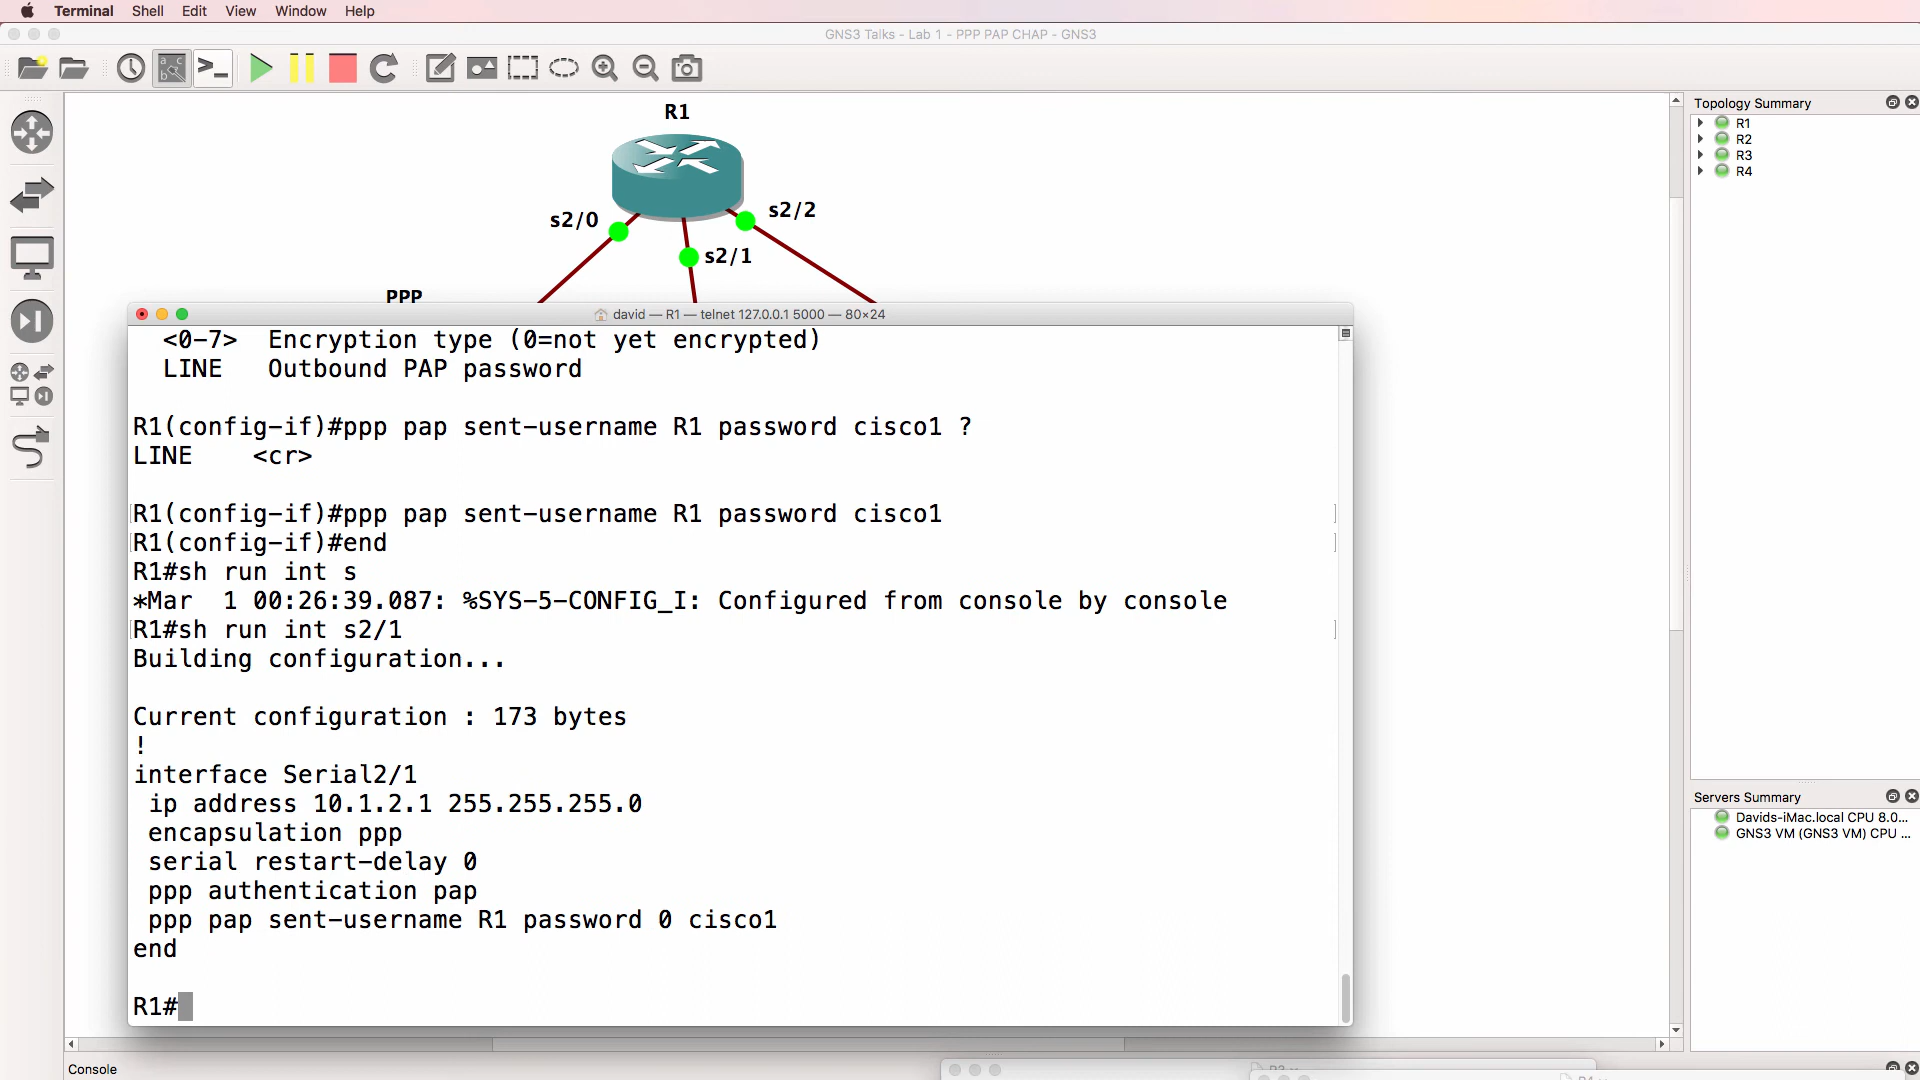 Terminal Shell Edit View Window Help
GNS3 Talks - Lab 1 - PPP PAP CHAP - GNS3
R1
s2/0
s2/2
s2/1
PPP
david — R1 — telnet 127.0.0.1 5000 — 80×24
<0-7> Encryption type (0=not yet encrypted)
LINE Outbound PAP password
R1(config-if)#ppp pap sent-username R1 password cisco1 ?
LINE <cr>
R1(config-if)#ppp pap sent-username R1 password cisco1
R1(config-if)#end
R1#sh run int s
*Mar 1 00:26:39.087: %SYS-5-CONFIG_I: Configured from console by console
R1#sh run int s2/1
Building configuration...
Current configuration : 173 bytes
!
interface Serial2/1
ip address 10.1.2.1 255.255.255.0
encapsulation ppp
serial restart-delay 0
ppp authentication pap
ppp pap sent-username R1 password 0 cisco1
end
R1#
Topology Summary
R1
R2
R3
R4
Servers Summary
Davids-iMac.local CPU 8.0...
GNS3 VM (GNS3 VM) CPU ...
Console